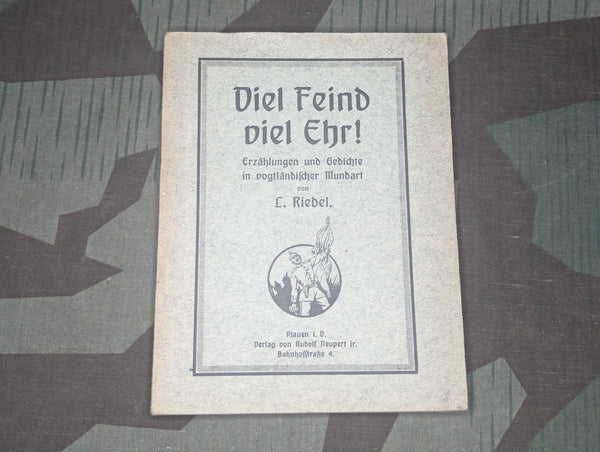 Viel Feind
viel Ehr!
Erzählungen und Gedichte
in vogtländischer Mundart
von
L. Riedel.
Plauen i. V.
Verlag von Rudolf Neupert jr.
Bahnhofstraße 4.